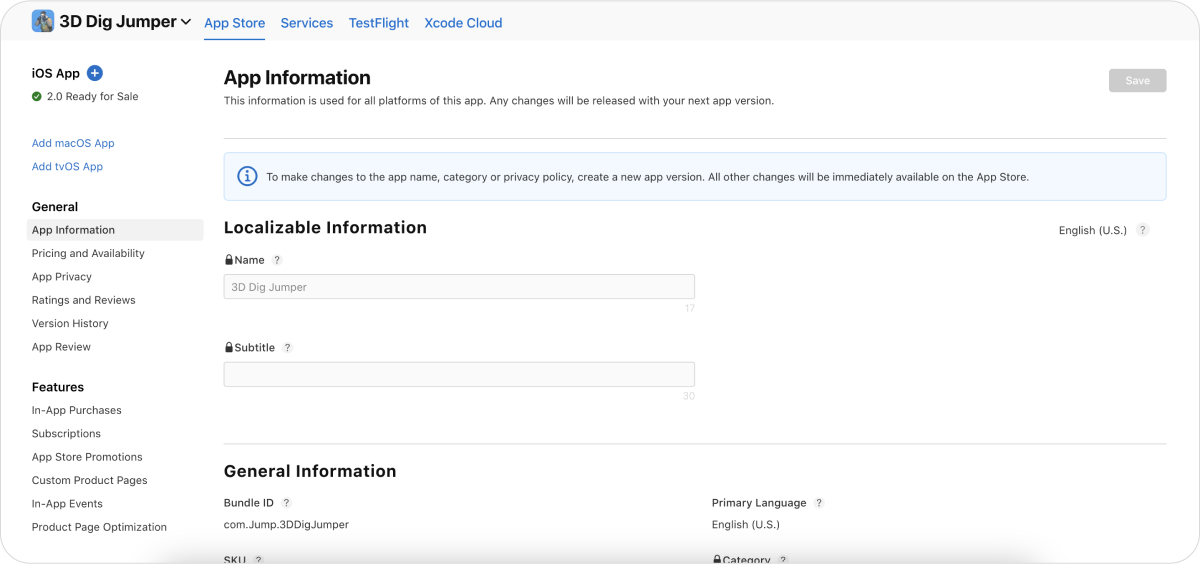 3D Dig Jumper
App Store Services TestFlight Xcode Cloud
iOS App
2.0 Ready for Sale
Add macOS App
Add tvOS App
General
App Information
Pricing and Availability
App Privacy
Ratings and Reviews
Version History
App Review
Features
In-App Purchases
Subscriptions
App Store Promotions
Custom Product Pages
In-App Events
Product Page Optimization
App Information
Save
This information is used for all platforms of this app. Any changes will be released with your next app version.
To make changes to the app name, category or privacy policy, create a new app version. All other changes will be immediately available on the App Store.
Localizable Information
English (U.S.) ?
Name ?
3D Dig Jumper
17
Subtitle ?
30
General Information
Bundle ID ?
com.Jump.3DDigJumper
Primary Language ?
English (U.S.)
SKU ?
Category ?